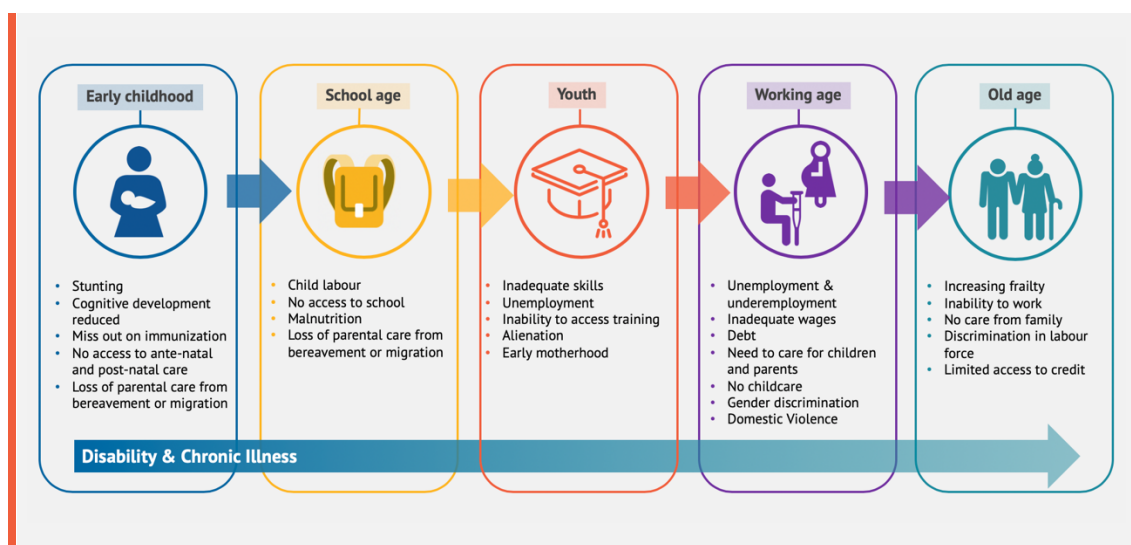 Early childhood
Stunting
Cognitive development
reduced
Miss out on immunization
No access to ante-natal
and post-natal care
Loss of parental care from
bereavement or migration
School age
Child labour
No access to school
Malnutrition
Loss of parental care from
bereavement or migration
Youth
Inadequate skills
Unemployment
Inability to access training
Alienation
Early motherhood
Working age
Unemployment &
underemployment
Inadequate wages
Debt
Need to care for children
and parents
No childcare
Gender discrimination
Domestic Violence
Old age
Increasing frailty
Inability to work
No care from family
Discrimination in labour
force
Limited access to credit
Disability & Chronic Illness